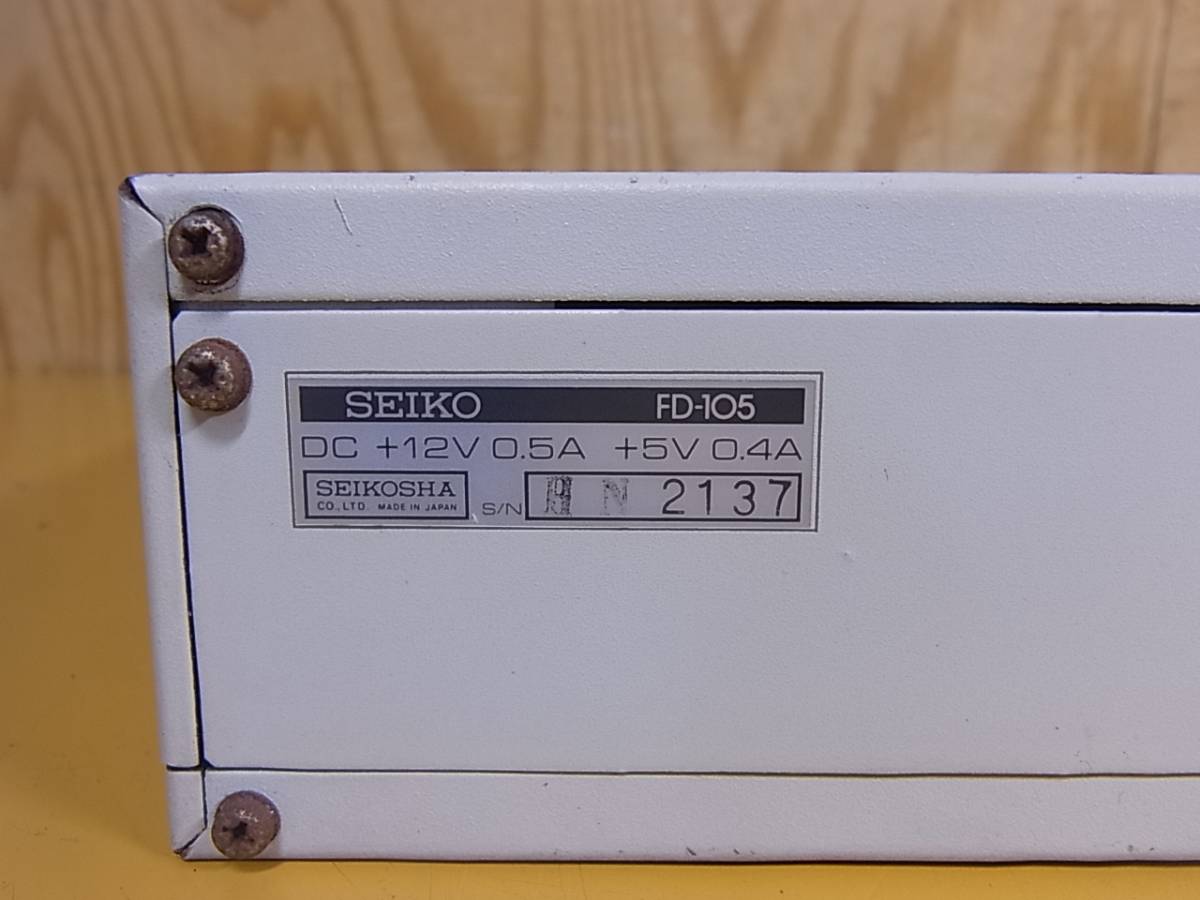 SEIKO FD-105
DC +12V 0.5A +5V 0.4A
SEIKOSHA
CO., LTD. MADE IN JAPAN
S/N A N 2137